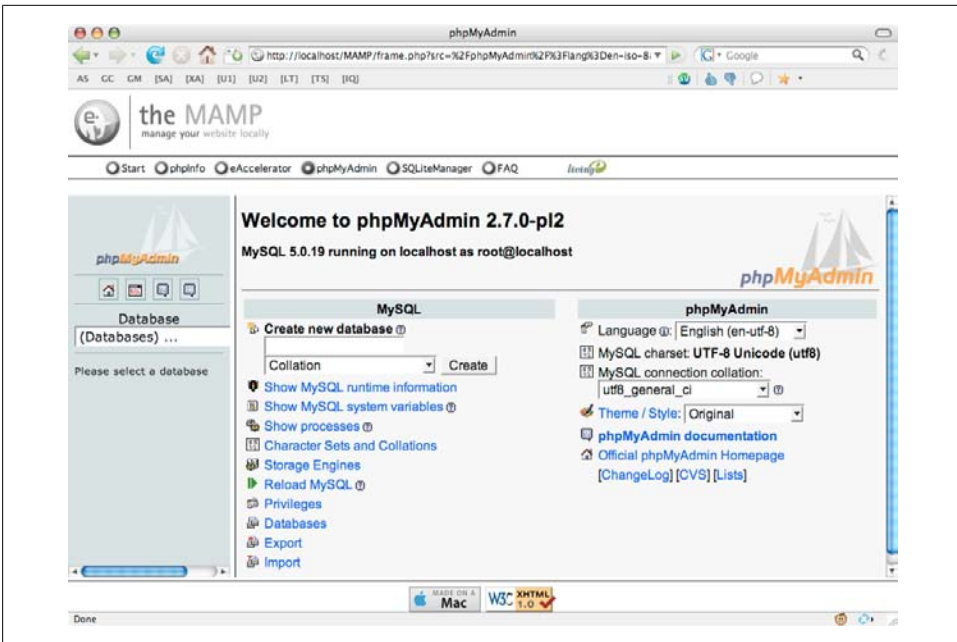 phpMyAdmin
http://localhost/MAMP/frame.php?src=%2FphpMyAdmin%2F%3Flang%3Den-iso-8
Google
AS GC GM [SA] [XA] [U1] [U2] [LT] [TS] [IQ]
e.
the MAMP
manage your website locally
Start phpInfo eAccelerator phpMyAdmin SQLiteManager FAQ
phpMyAdmin
Database
(Databases) ...
Please select a database
Welcome to phpMyAdmin 2.7.0-pl2
MySQL 5.0.19 running on localhost as root@localhost
phpMyAdmin
MySQL
Create new database
Collation Create
Show MySQL runtime information
Show MySQL system variables
Show processes
Character Sets and Collations
Storage Engines
Reload MySQL
Privileges
Databases
Export
Import
phpMyAdmin
Language : English (en-utf-8)
MySQL charset: UTF-8 Unicode (utf8)
MySQL connection collation:
utf8_general_ci
Theme / Style: Original
phpMyAdmin documentation
Official phpMyAdmin Homepage
[ChangeLog] [CVS] [Lists]
MADE ON A
Mac
W3C XHTML
1.0
Done